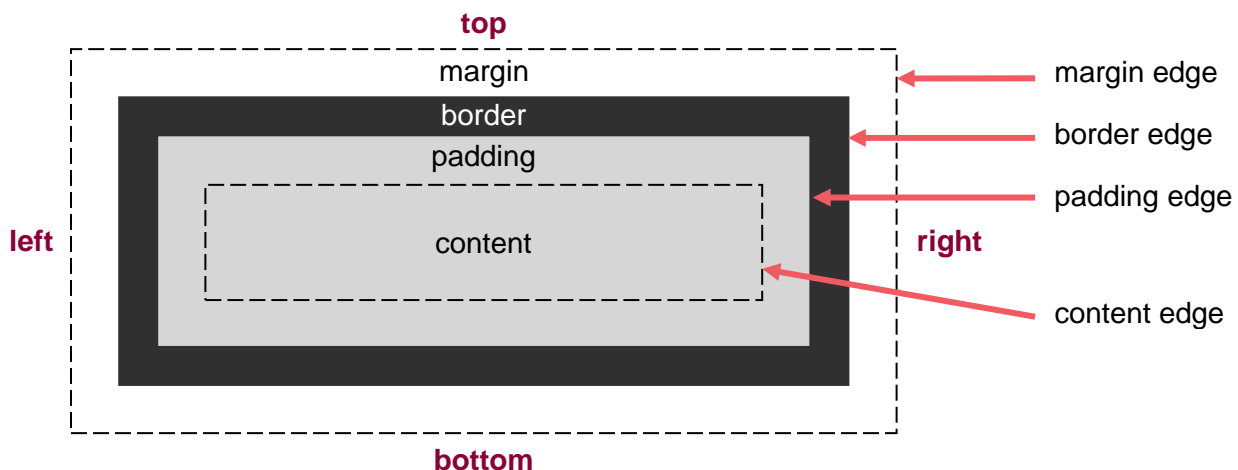 top
margin
margin edge
border
border edge
padding
padding edge
left
content
right
content edge
bottom